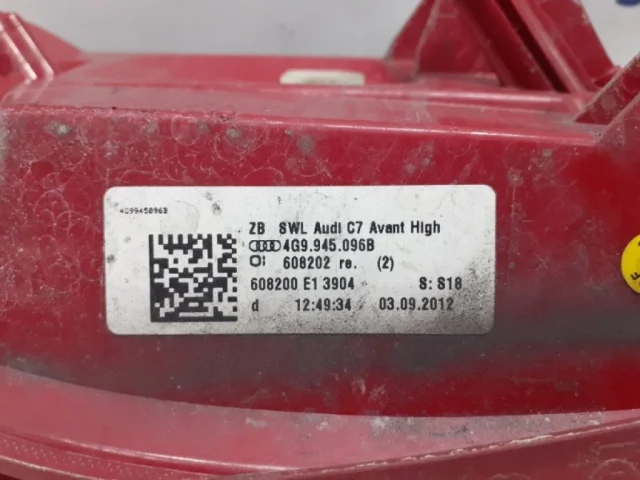 4G9945096B
ZB SWL Audi C7 Avant High
4G9.945.096B
608202 re. (2)
608200 E1 3904 S: S18
d 12:49:34 03.09.2012